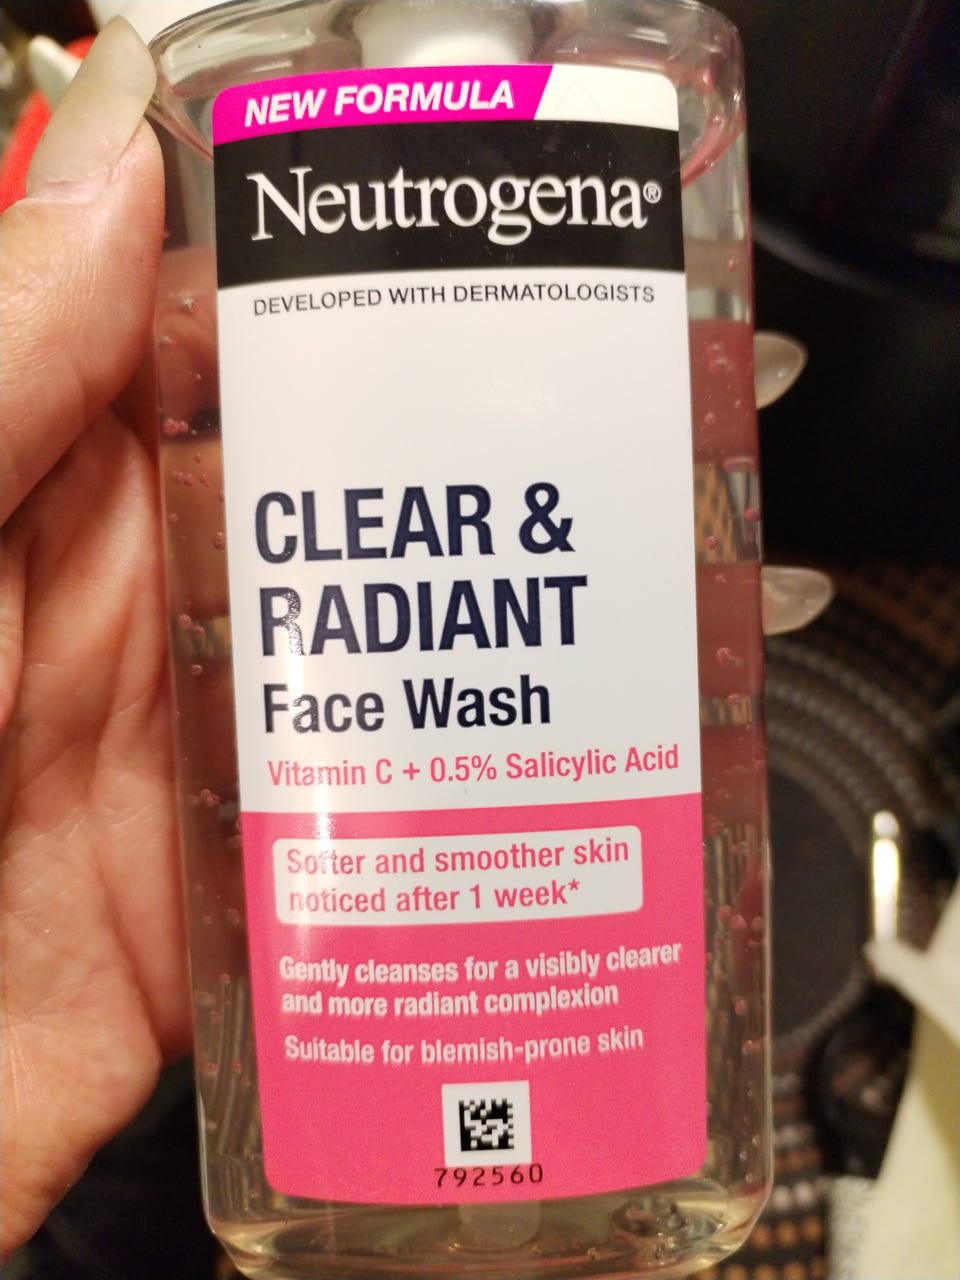 NEW FORMULA
Neutrogena®
DEVELOPED WITH DERMATOLOGISTS
CLEAR &
RADIANT
Face Wash
Vitamin C + 0.5% Salicylic Acid
Softer and smoother skin
noticed after 1 week*
Gently cleanses for a visibly clearer
and more radiant complexion
Suitable for blemish-prone skin
792560